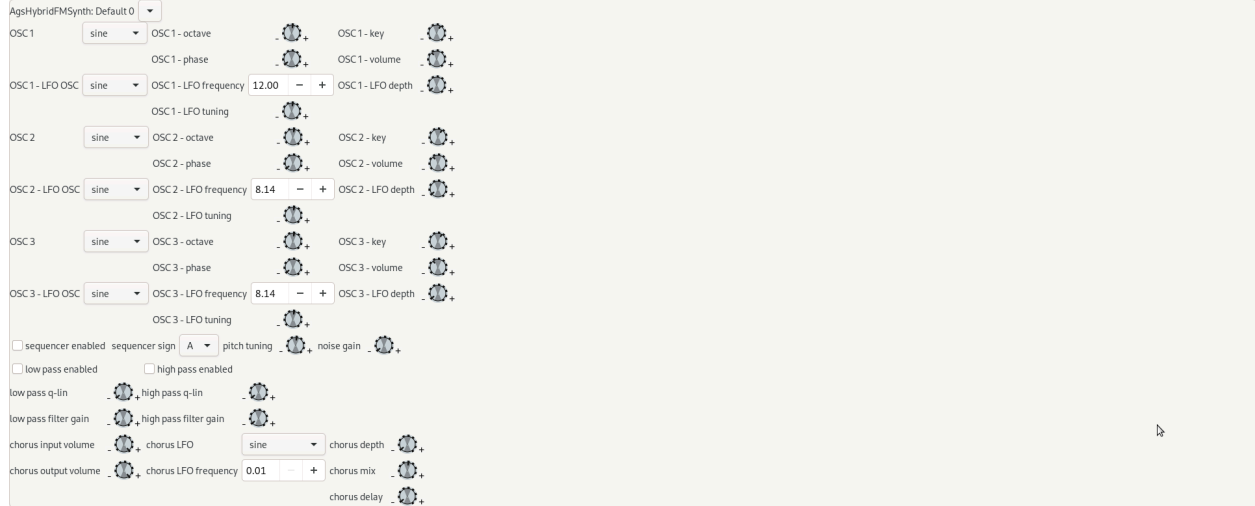 AgsHybridFMSynth: Default 0
OSC 1 sine OSC 1 - octave - + OSC 1 - key - +
OSC 1 - phase - + OSC 1 - volume - +
OSC 1 - LFO OSC sine OSC 1 - LFO frequency 12.00 − + OSC 1 - LFO depth - +
OSC 1 - LFO tuning - +
OSC 2 sine OSC 2 - octave - + OSC 2 - key - +
OSC 2 - phase - + OSC 2 - volume - +
OSC 2 - LFO OSC sine OSC 2 - LFO frequency 8.14 − + OSC 2 - LFO depth - +
OSC 2 - LFO tuning - +
OSC 3 sine OSC 3 - octave - + OSC 3 - key - +
OSC 3 - phase - + OSC 3 - volume - +
OSC 3 - LFO OSC sine OSC 3 - LFO frequency 8.14 − + OSC 3 - LFO depth - +
OSC 3 - LFO tuning - +
sequencer enabled sequencer sign A pitch tuning - + noise gain - +
low pass enabled high pass enabled
low pass q-lin - + high pass q-lin - +
low pass filter gain - + high pass filter gain - +
chorus input volume - + chorus LFO sine chorus depth - +
chorus output volume - + chorus LFO frequency 0.01 − + chorus mix - +
chorus delay - +